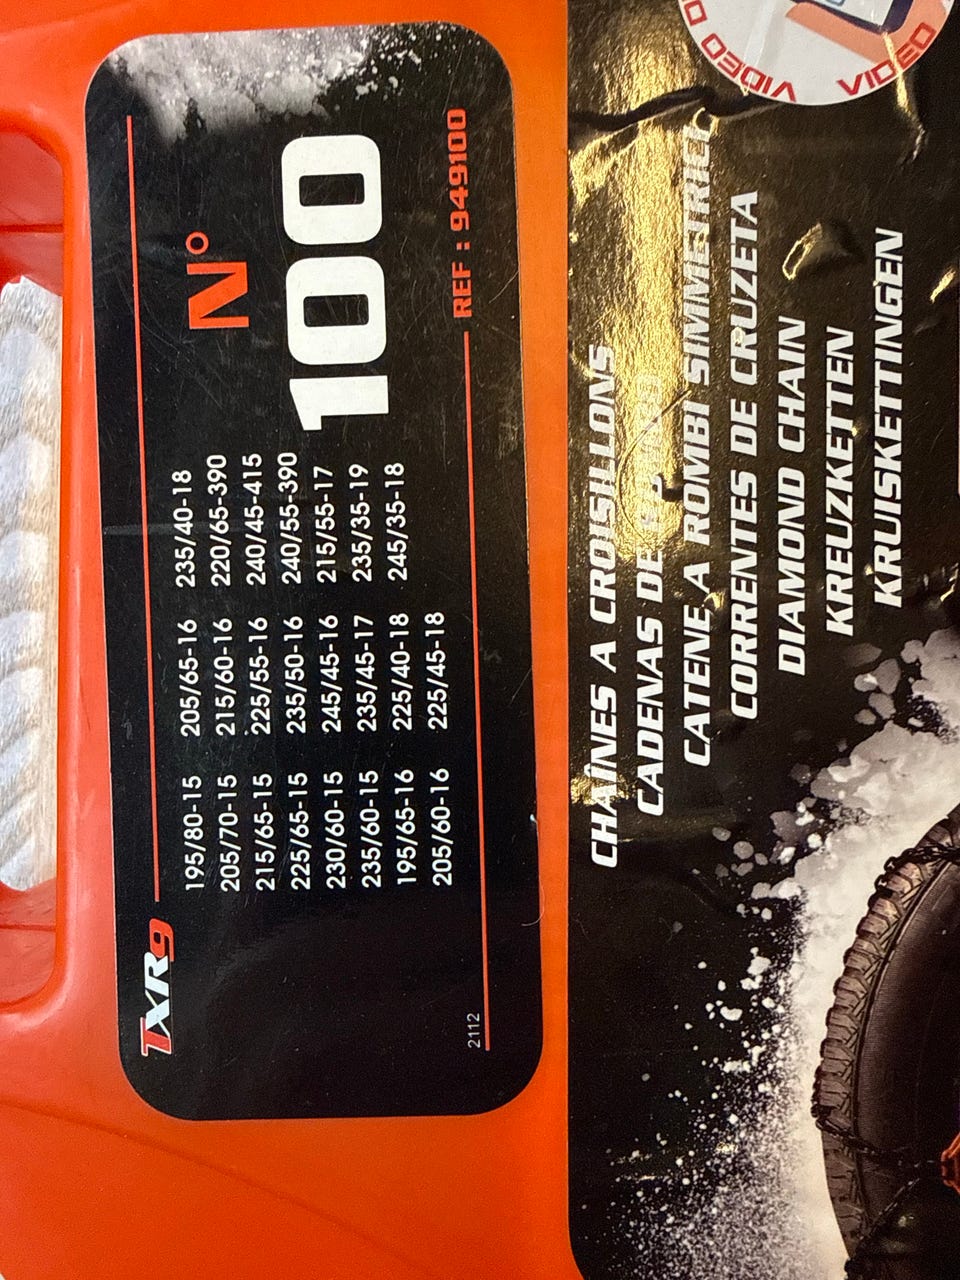 TXR9
195/80-15 205/65-16 235/40-18
205/70-15 215/60-16 220/65-390
215/65-15 225/55-16 240/45-415
225/65-15 235/50-16 240/55-390
230/60-15 245/45-16 215/55-17
235/60-15 235/45-17 235/35-19
195/65-16 225/40-18 245/35-18
205/60-16 225/45-18
N°
100
2112
REF : 949100
CHAÎNES A CROISILLONS
CADENAS DE
CATENE A ROMBI SIMMETRICI
CORRENTES DE CRUZETA
DIAMOND CHAIN
KREUZKETTEN
KRUISKETTINGEN
VIDEO
VIDEO